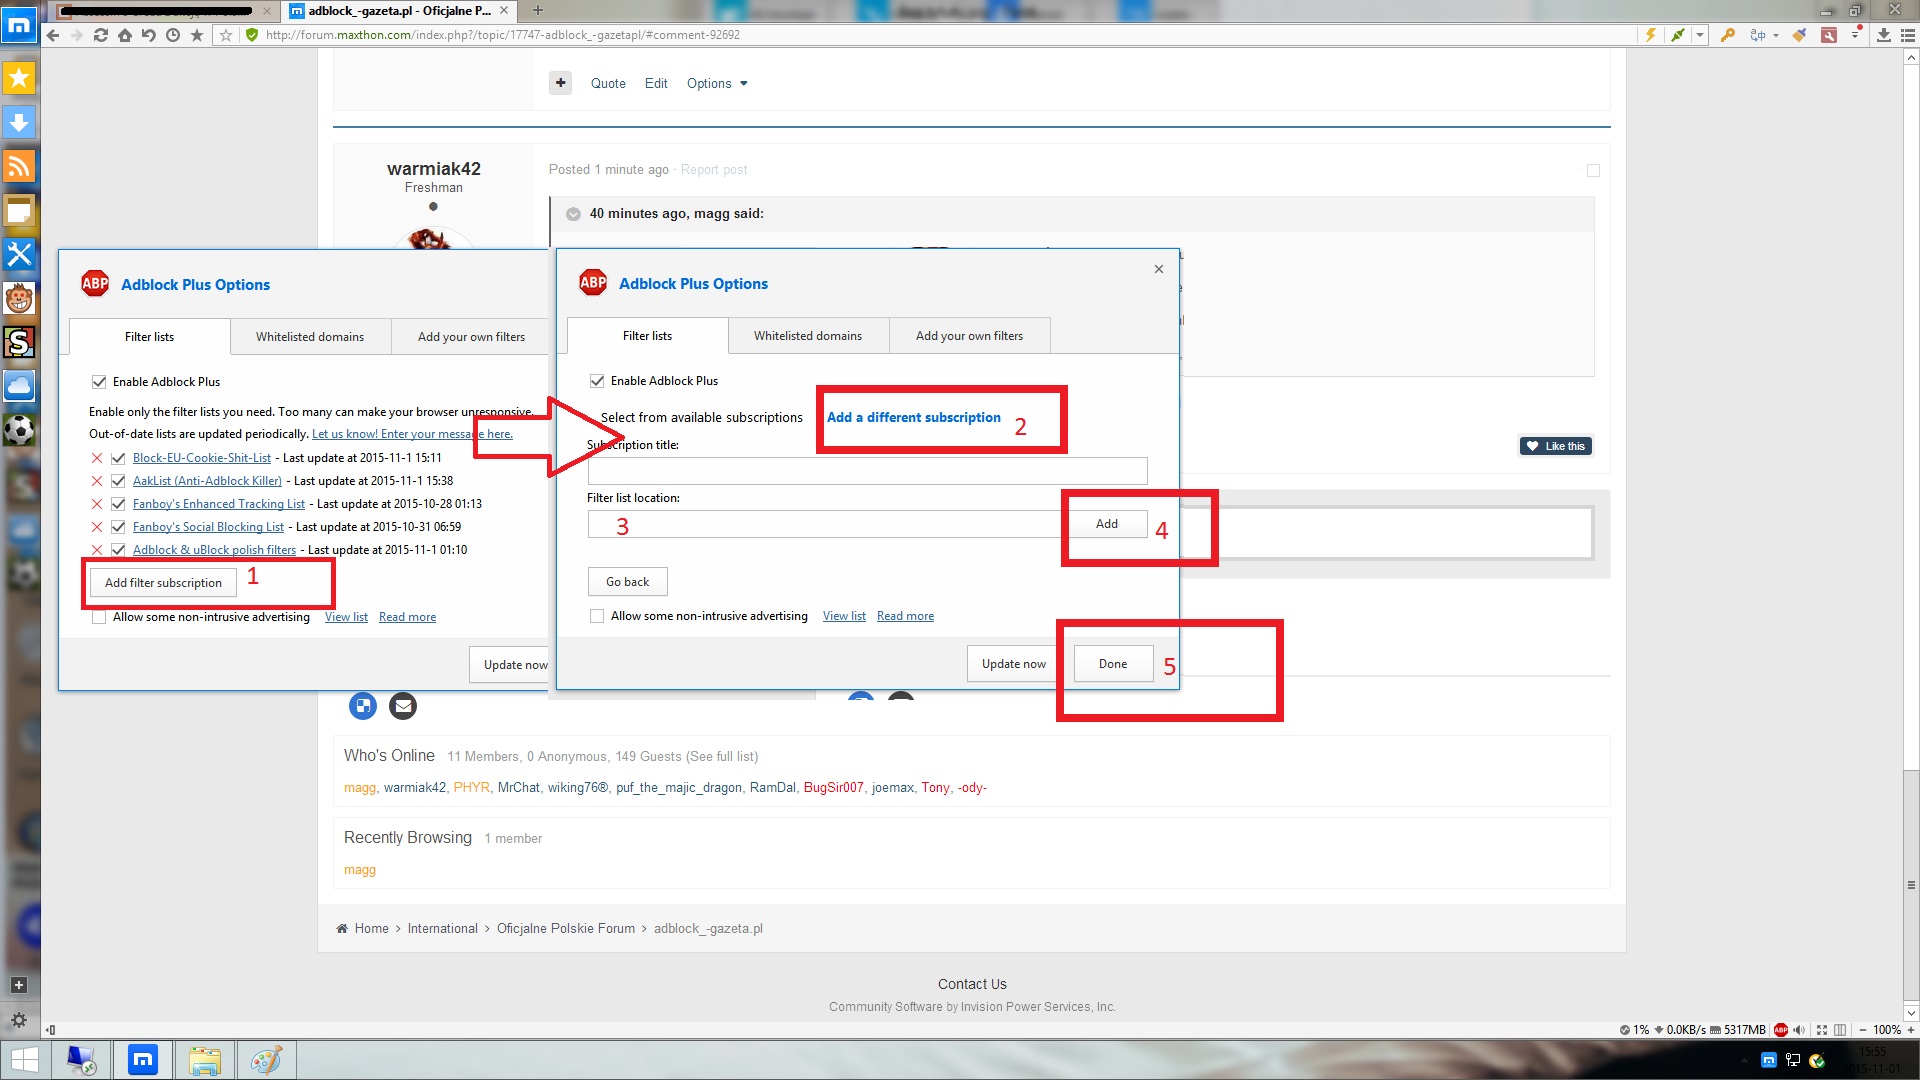 adblock_-gazeta.pl - Oficjalne P...
http://forum.maxthon.com/index.php?/topic/17747-adblock_-gazetapl/#comment-92692
Quote Edit Options
warmiak42
Freshman
Posted 1 minute ago · Report post
40 minutes ago, magg said:
ABP Adblock Plus Options
Filter lists Whitelisted domains Add your own filters
Enable Adblock Plus
Enable only the filter lists you need. Too many can make your browser unresponsive.
Out-of-date lists are updated periodically. Let us know! Enter your message here.
Block-EU-Cookie-Shit-List - Last update at 2015-11-1 15:11
AakList (Anti-Adblock Killer) - Last update at 2015-11-1 15:38
Fanboy's Enhanced Tracking List - Last update at 2015-10-28 01:13
Fanboy's Social Blocking List - Last update at 2015-10-31 06:59
Adblock & uBlock polish filters - Last update at 2015-11-1 01:10
Add filter subscription 1
Allow some non-intrusive advertising View list Read more
Update now
ABP Adblock Plus Options
Filter lists Whitelisted domains Add your own filters
Enable Adblock Plus
Select from available subscriptions Add a different subscription 2
Subscription title:
Filter list location:
3 Add 4
Go back
Allow some non-intrusive advertising View list Read more
Update now Done 5
Like this
Who's Online 11 Members, 0 Anonymous, 149 Guests (See full list)
magg, warmiak42, PHYR, MrChat, wiking76®, puf_the_majic_dragon, RamDal, BugSir007, joemax, Tony, -ody-
Recently Browsing 1 member
magg
Home > International > Oficjalne Polskie Forum > adblock_-gazeta.pl
Contact Us
Community Software by Invision Power Services, Inc.
1% 0.0KB/s 5317MB ABP 100%
15:55
2015-11-01